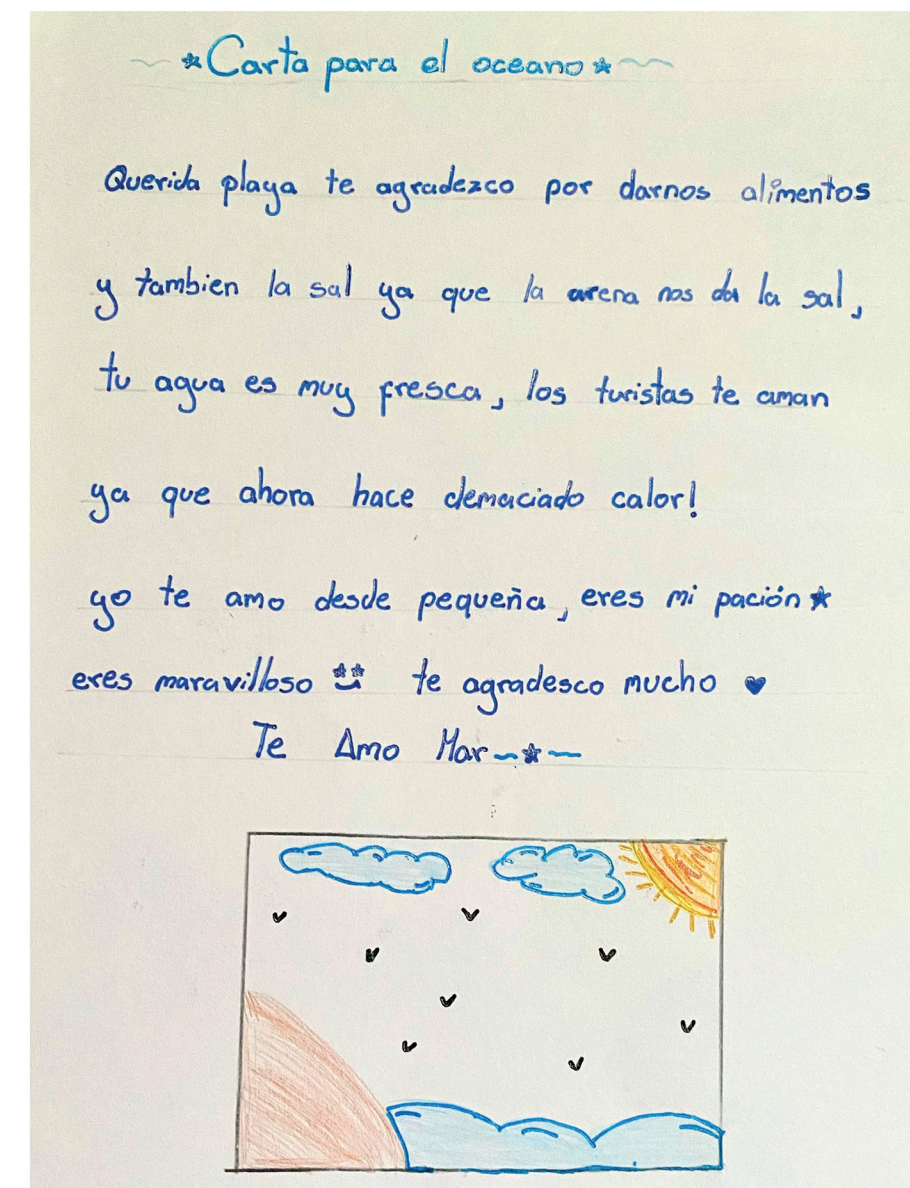 ~*Carta para el oceano*~
Querida playa te agradezco por darnos alimentos
y tambien la sal ya que la arena nos da la sal,
tu agua es muy fresca, los turistas te aman
ya que ahora hace demaciado calor!
yo te amo desde pequeña, eres mi pación*
eres maravilloso te agradesco mucho ♥
Te Amo Mar~*~